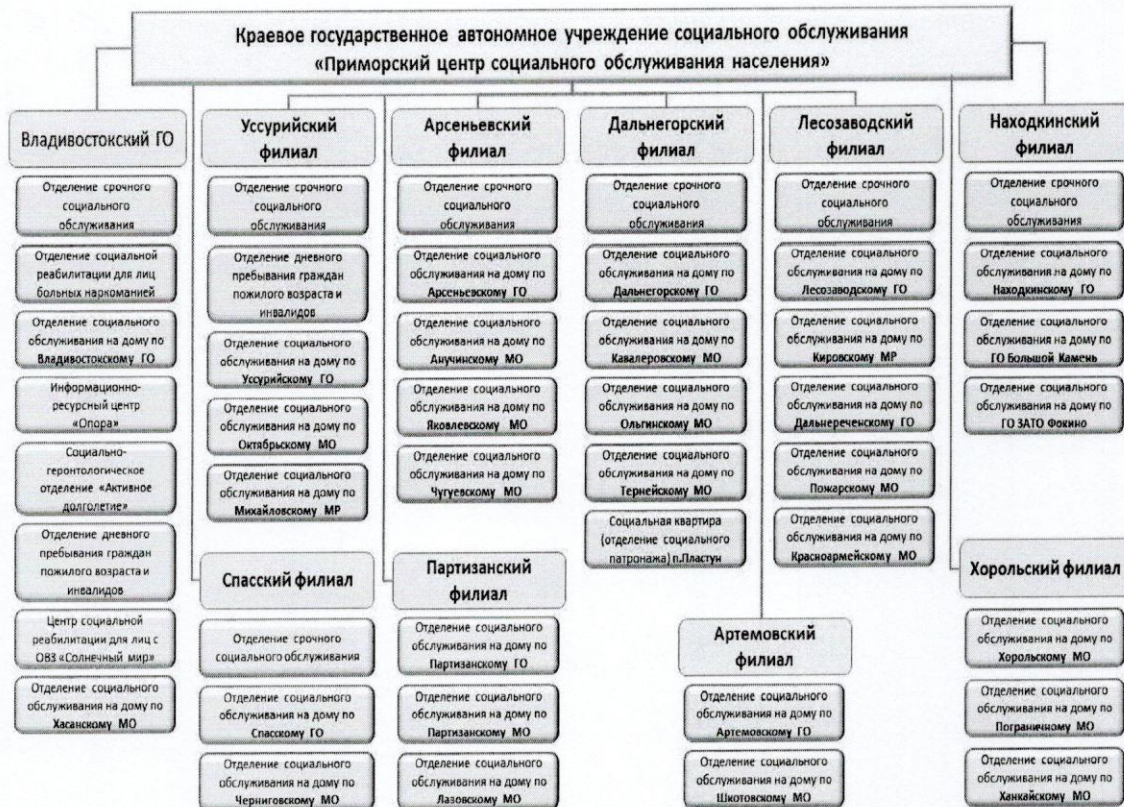 Краевое государственное автономное учреждение социального обслуживания
«Приморский центр социального обслуживания населения»
Владивостокский ГО
Отделение срочного
социального
обслуживания
Отделение социальной
реабилитации для лиц
больных наркоманией
Отделение социального
обслуживания на дому по
Владивостокскому ГО
Информационно-
ресурсный центр
«Опора»
Социально-
геронтологическое
отделение «Активное
долголетие»
Отделение дневного
пребывания граждан
пожилого возраста и
инвалидов
Центр социальной
реабилитации для лиц с
ОВЗ «Солнечный мир»
Отделение социального
обслуживания на дому по
Хасанскому МО
Уссурийский
филиал
Отделение срочного
социального
обслуживания
Отделение дневного
пребывания граждан
пожилого возраста и
инвалидов
Отделение социального
обслуживания на дому по
Уссурийскому ГО
Отделение социального
обслуживания на дому по
Октябрьскому МО
Отделение социального
обслуживания на дому по
Михайловскому МР
Спасский филиал
Отделение срочного
социального обслуживания
Отделение социального
обслуживания на дому по
Спасскому ГО
Отделение социального
обслуживания на дому по
Черниговскому МО
Арсеньевский
филиал
Отделение срочного
социального
обслуживания
Отделение социального
обслуживания на дому по
Арсеньевскому ГО
Отделение социального
обслуживания на дому по
Анучинскому МО
Отделение социального
обслуживания на дому по
Яковлевскому МО
Отделение социального
обслуживания на дому по
Чугуевскому МО
Партизанский
филиал
Отделение социального
обслуживания на дому по
Партизанскому ГО
Отделение социального
обслуживания на дому по
Партизанскому МО
Отделение социального
обслуживания на дому по
Лазовскому МО
Дальнегорский
филиал
Отделение срочного
социального
обслуживания
Отделение социального
обслуживания на дому по
Дальнегорскому ГО
Отделение социального
обслуживания на дому по
Кавалеровскому МО
Отделение социального
обслуживания на дому по
Ольгинскому МО
Отделение социального
обслуживания на дому по
Тернейскому МО
Социальная квартира
(отделение социального
патронажа) п.Пластун
Лесозаводский
филиал
Отделение срочного
социального
обслуживания
Отделение социального
обслуживания на дому по
Лесозаводскому ГО
Отделение социального
обслуживания на дому по
Кировскому МР
Отделение социального
обслуживания на дому по
Дальнереченскому ГО
Отделение социального
обслуживания на дому по
Пожарскому МО
Отделение социального
обслуживания на дому по
Красноармейскому МО
Артемовский
филиал
Отделение социального
обслуживания на дому по
Артемовскому ГО
Отделение социального
обслуживания на дому по
Шкотовскому МО
Находкинский
филиал
Отделение срочного
социального
обслуживания
Отделение социального
обслуживания на дому по
Находкинскому ГО
Отделение социального
обслуживания на дому по
ГО Большой Камень
Отделение социального
обслуживания на дому по
ГО ЗАТО Фокино
Хорольский филиал
Отделение социального
обслуживания на дому по
Хорольскому МО
Отделение социального
обслуживания на дому по
Пограничному МО
Отделение социального
обслуживания на дому по
Ханкайскому МО